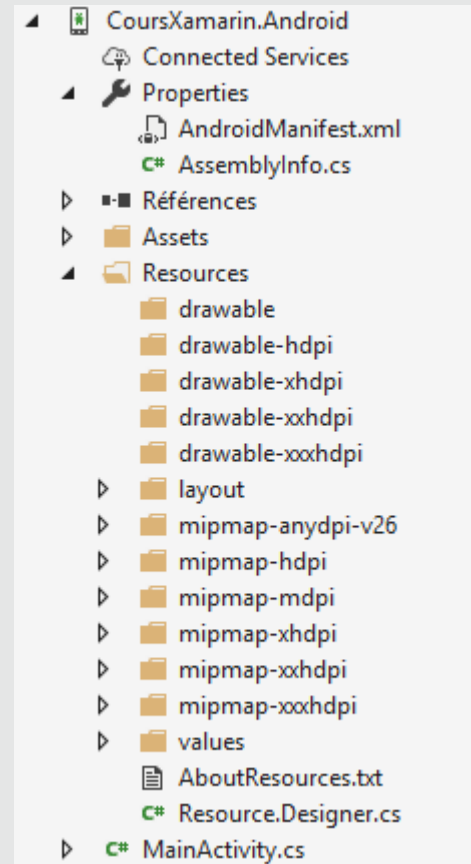 CoursXamarin.Android
Connected Services
Properties
AndroidManifest.xml
C# AssemblyInfo.cs
Références
Assets
Resources
drawable
drawable-hdpi
drawable-xhdpi
drawable-xxhdpi
drawable-xxxhdpi
layout
mipmap-anydpi-v26
mipmap-hdpi
mipmap-mdpi
mipmap-xhdpi
mipmap-xxhdpi
mipmap-xxxhdpi
values
AboutResources.txt
C# Resource.Designer.cs
C# MainActivity.cs